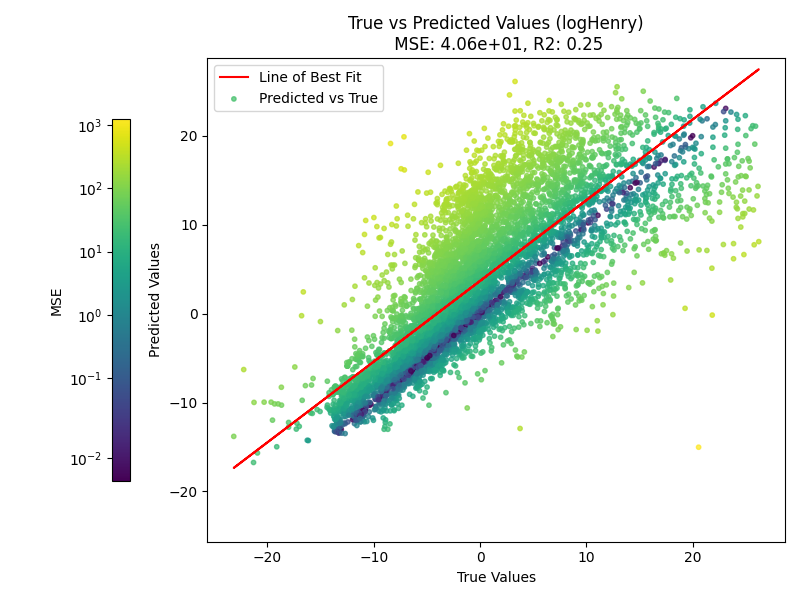 True vs Predicted Values (logHenry)
MSE: 4.06e+01, R2: 0.25
Line of Best Fit
Predicted vs True
MSE
10³
10²
10¹
10⁰
10⁻¹
10⁻²
Predicted Values
20
10
0
−10
−20
−20
−10
0
10
20
True Values